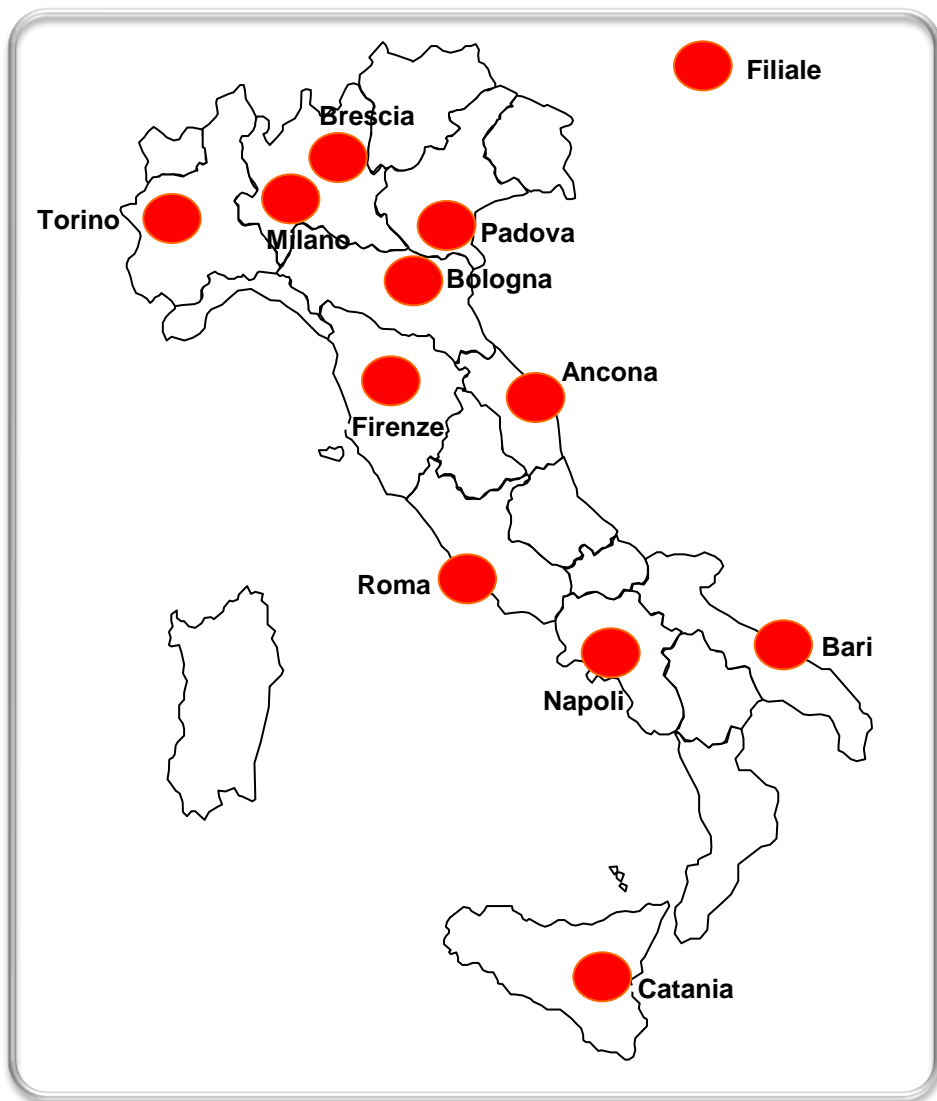 Filiale
Brescia
Torino
Milano
Padova
Bologna
Ancona
Firenze
Roma
Bari
Napoli
Catania